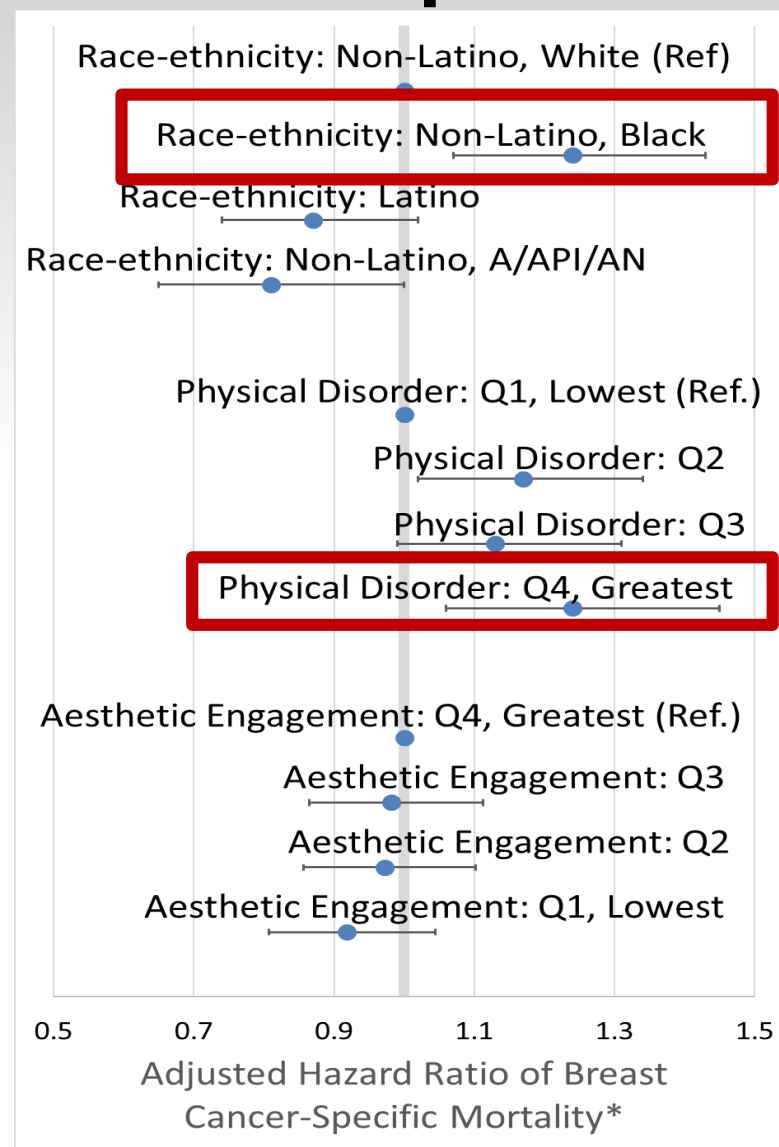 Race-ethnicity: Non-Latino, White (Ref)
Race-ethnicity: Non-Latino, Black
Race-ethnicity: Latino
Race-ethnicity: Non-Latino, A/API/AN
Physical Disorder: Q1, Lowest (Ref.)
Physical Disorder: Q2
Physical Disorder: Q3
Physical Disorder: Q4, Greatest
Aesthetic Engagement: Q4, Greatest (Ref.)
Aesthetic Engagement: Q3
Aesthetic Engagement: Q2
Aesthetic Engagement: Q1, Lowest
0.5 0.7 0.9 1.1 1.3 1.5
Adjusted Hazard Ratio of Breast
Cancer-Specific Mortality*